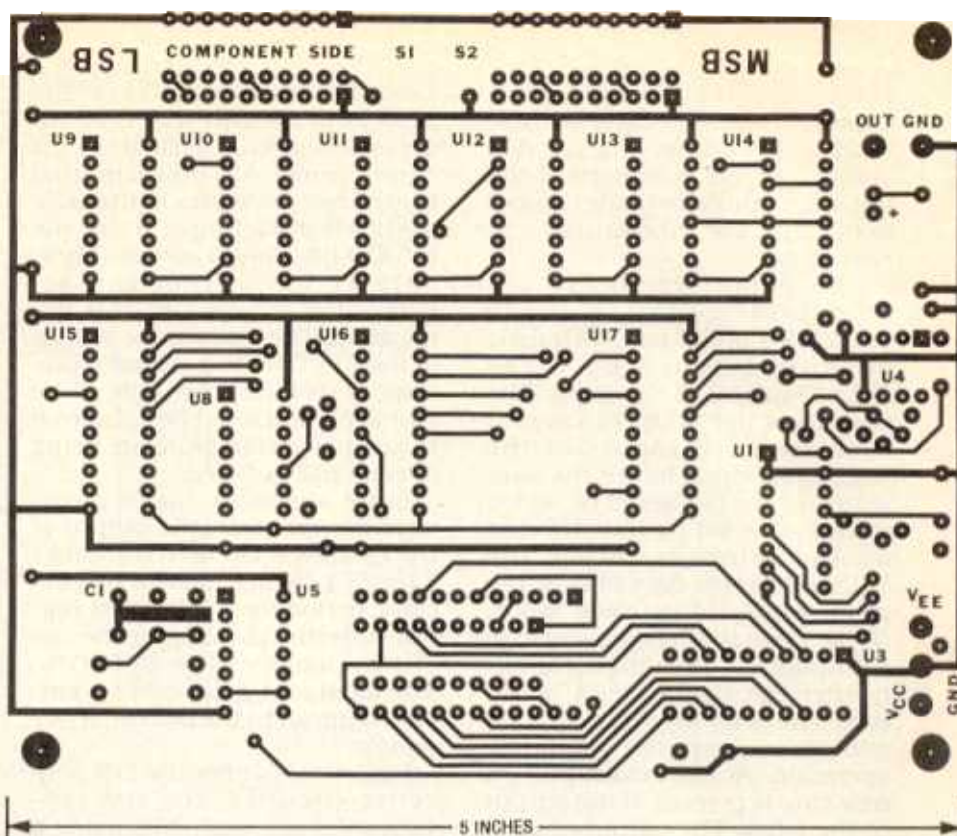 LSB
COMPONENT SIDE S1 S2
MSB
U9 U10 U11 U12 U13 U14 OUT GND
+
U15 U16 U17
U8 U4
U1
C1 U5
VEE
U3
VCC GND
5 INCHES